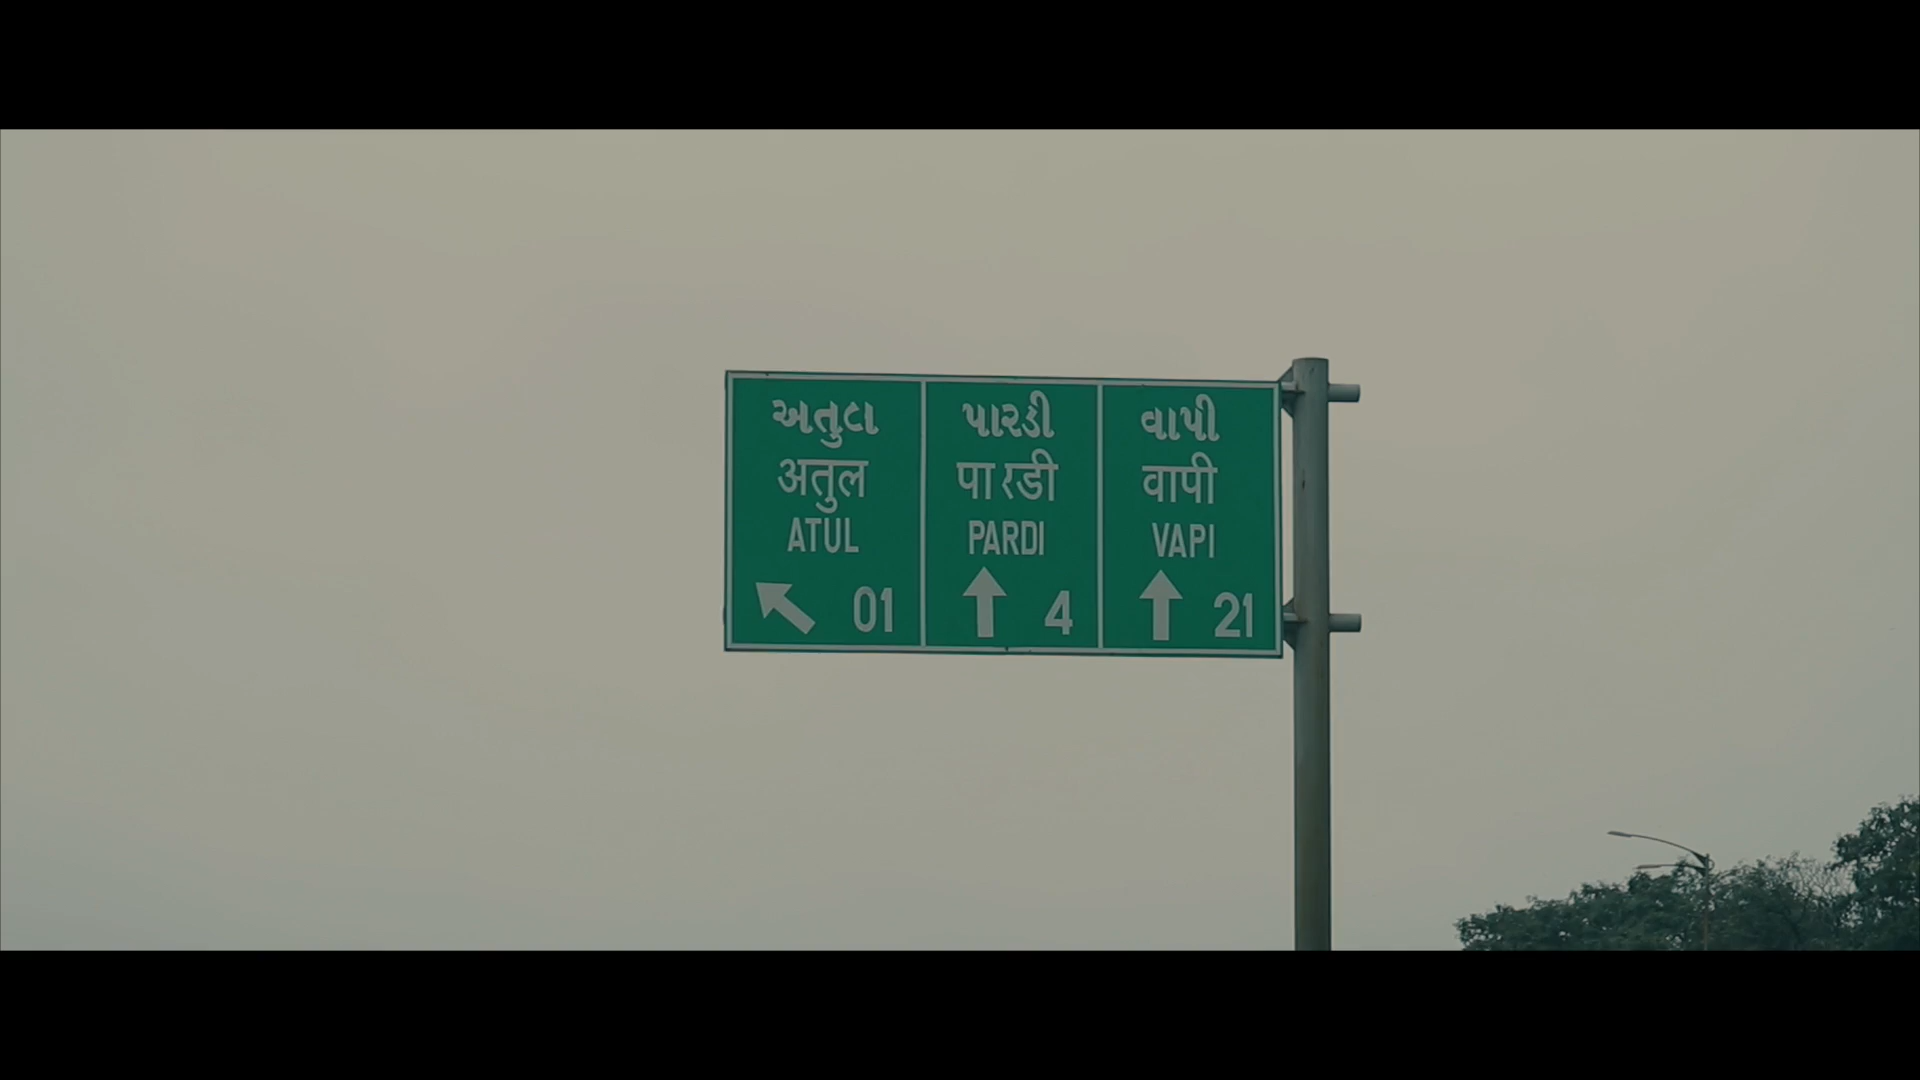 અતુલ
अतुल
ATUL
01
પારડી
पारडी
PARDI
4
વાપી
वापी
VAPI
21